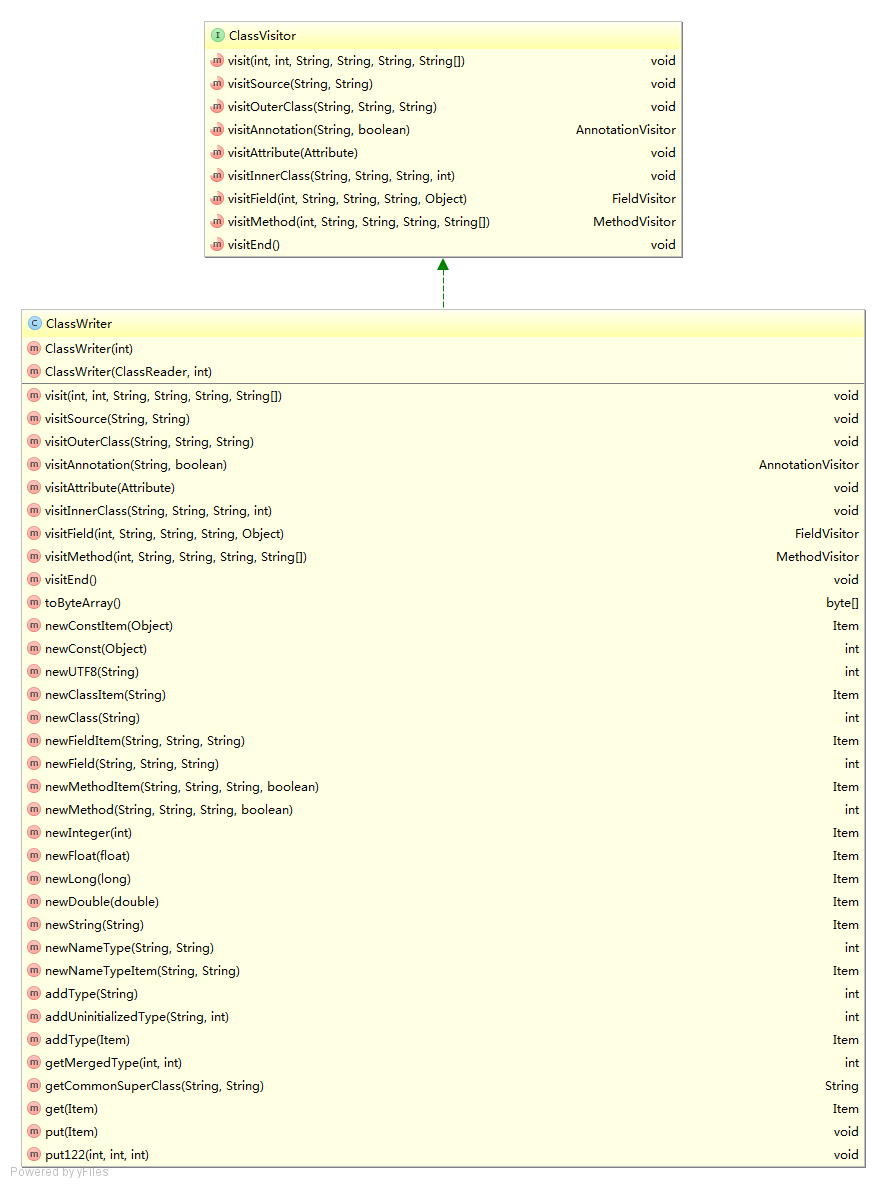 I ClassVisitor
m visit(int, int, String, String, String, String[]) void
m visitSource(String, String) void
m visitOuterClass(String, String, String) void
m visitAnnotation(String, boolean) AnnotationVisitor
m visitAttribute(Attribute) void
m visitInnerClass(String, String, String, int) void
m visitField(int, String, String, String, Object) FieldVisitor
m visitMethod(int, String, String, String, String[]) MethodVisitor
m visitEnd() void
C ClassWriter
m ClassWriter(int)
m ClassWriter(ClassReader, int)
m visit(int, int, String, String, String, String[]) void
m visitSource(String, String) void
m visitOuterClass(String, String, String) void
m visitAnnotation(String, boolean) AnnotationVisitor
m visitAttribute(Attribute) void
m visitInnerClass(String, String, String, int) void
m visitField(int, String, String, String, Object) FieldVisitor
m visitMethod(int, String, String, String, String[]) MethodVisitor
m visitEnd() void
m toByteArray() byte[]
m newConstItem(Object) Item
m newConst(Object) int
m newUTF8(String) int
m newClassItem(String) Item
m newClass(String) int
m newFieldItem(String, String, String) Item
m newField(String, String, String) int
m newMethodItem(String, String, String, boolean) Item
m newMethod(String, String, String, boolean) int
m newInteger(int) Item
m newFloat(float) Item
m newLong(long) Item
m newDouble(double) Item
m newString(String) Item
m newNameType(String, String) int
m newNameTypeItem(String, String) Item
m addType(String) int
m addUninitializedType(String, int) int
m addType(Item) Item
m getMergedType(int, int) int
m getCommonSuperClass(String, String) String
m get(Item) Item
m put(Item) void
m put122(int, int, int) void
Powered by yFiles